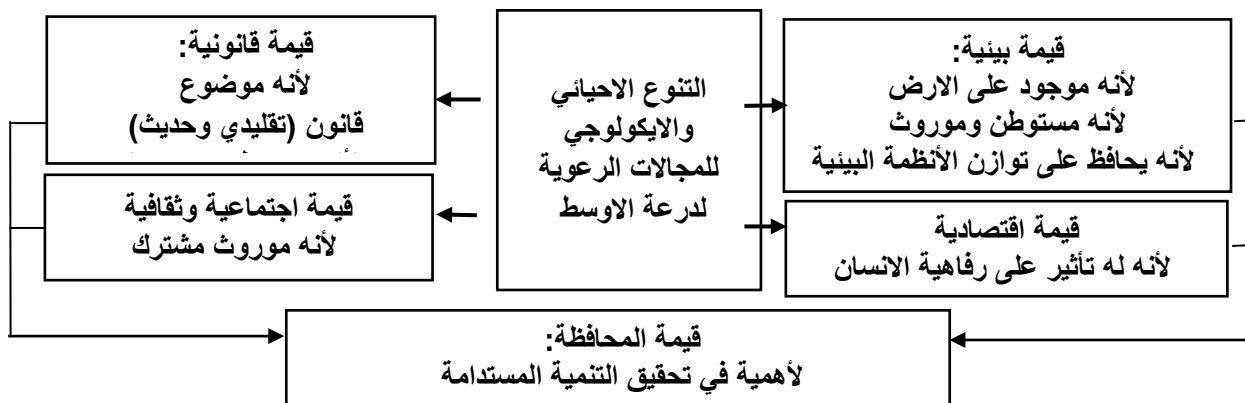 قيمة بيئية:
لأنه موجود على الارض
لأنه مستوطن وموروث
لأنه يحافظ على توازن الأنظمة البيئية
التنوع الاحيائي
والايكولوجي
للمجالات الرعوية
لدرعة الاوسط
قيمة قانونية:
لأنه موضوع
قانون (تقليدي وحديث)
قيمة اقتصادية
لأنه له تأثير على رفاهية الانسان
قيمة اجتماعية وثقافية
لأنه موروث مشترك
قيمة المحافظة:
لأهمية في تحقيق التنمية المستدامة